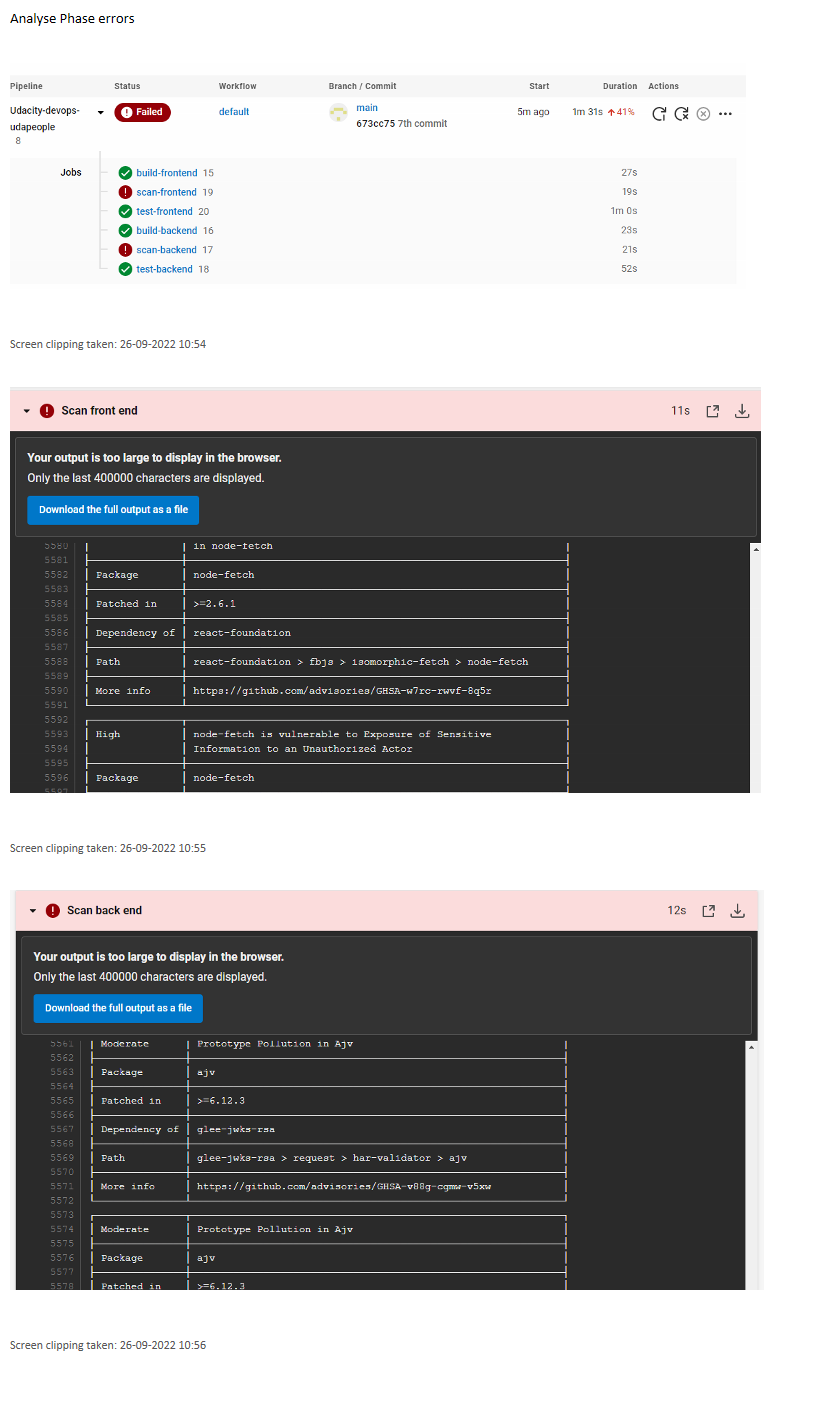 Analyse Phase errors
Pipeline Status Workflow Branch / Commit Start Duration Actions
Udacity-devops-udapeople Failed default main 5m ago 1m 31s 41%
673cc75 7th commit
8
Jobs
build-frontend 15 27s
scan-frontend 19 19s
test-frontend 20 1m 0s
build-backend 16 23s
scan-backend 17 21s
test-backend 18 52s
Screen clipping taken: 26-09-2022 10:54
Scan front end 11s
Your output is too large to display in the browser.
Only the last 400000 characters are displayed.
Download the full output as a file
5580 in node-fetch
5581
5582 Package node-fetch
5583
5584 Patched in >=2.6.1
5585
5586 Dependency of react-foundation
5587
5588 Path react-foundation > fbjs > isomorphic-fetch > node-fetch
5589
5590 More info https://github.com/advisories/GHSA-w7rc-rwvf-8q5r
5591
5592
5593 High node-fetch is vulnerable to Exposure of Sensitive
5594 Information to an Unauthorized Actor
5595
5596 Package node-fetch
5597
Screen clipping taken: 26-09-2022 10:55
Scan back end 12s
Your output is too large to display in the browser.
Only the last 400000 characters are displayed.
Download the full output as a file
5561 Moderate Prototype Pollution in Ajv
5562
5563 Package ajv
5564
5565 Patched in >=6.12.3
5566
5567 Dependency of glee-jwks-rsa
5568
5569 Path glee-jwks-rsa > request > har-validator > ajv
5570
5571 More info https://github.com/advisories/GHSA-v88g-cgmw-v5xw
5572
5573
5574 Moderate Prototype Pollution in Ajv
5575
5576 Package ajv
5577
5578 Patched in >=6.12.3
Screen clipping taken: 26-09-2022 10:56